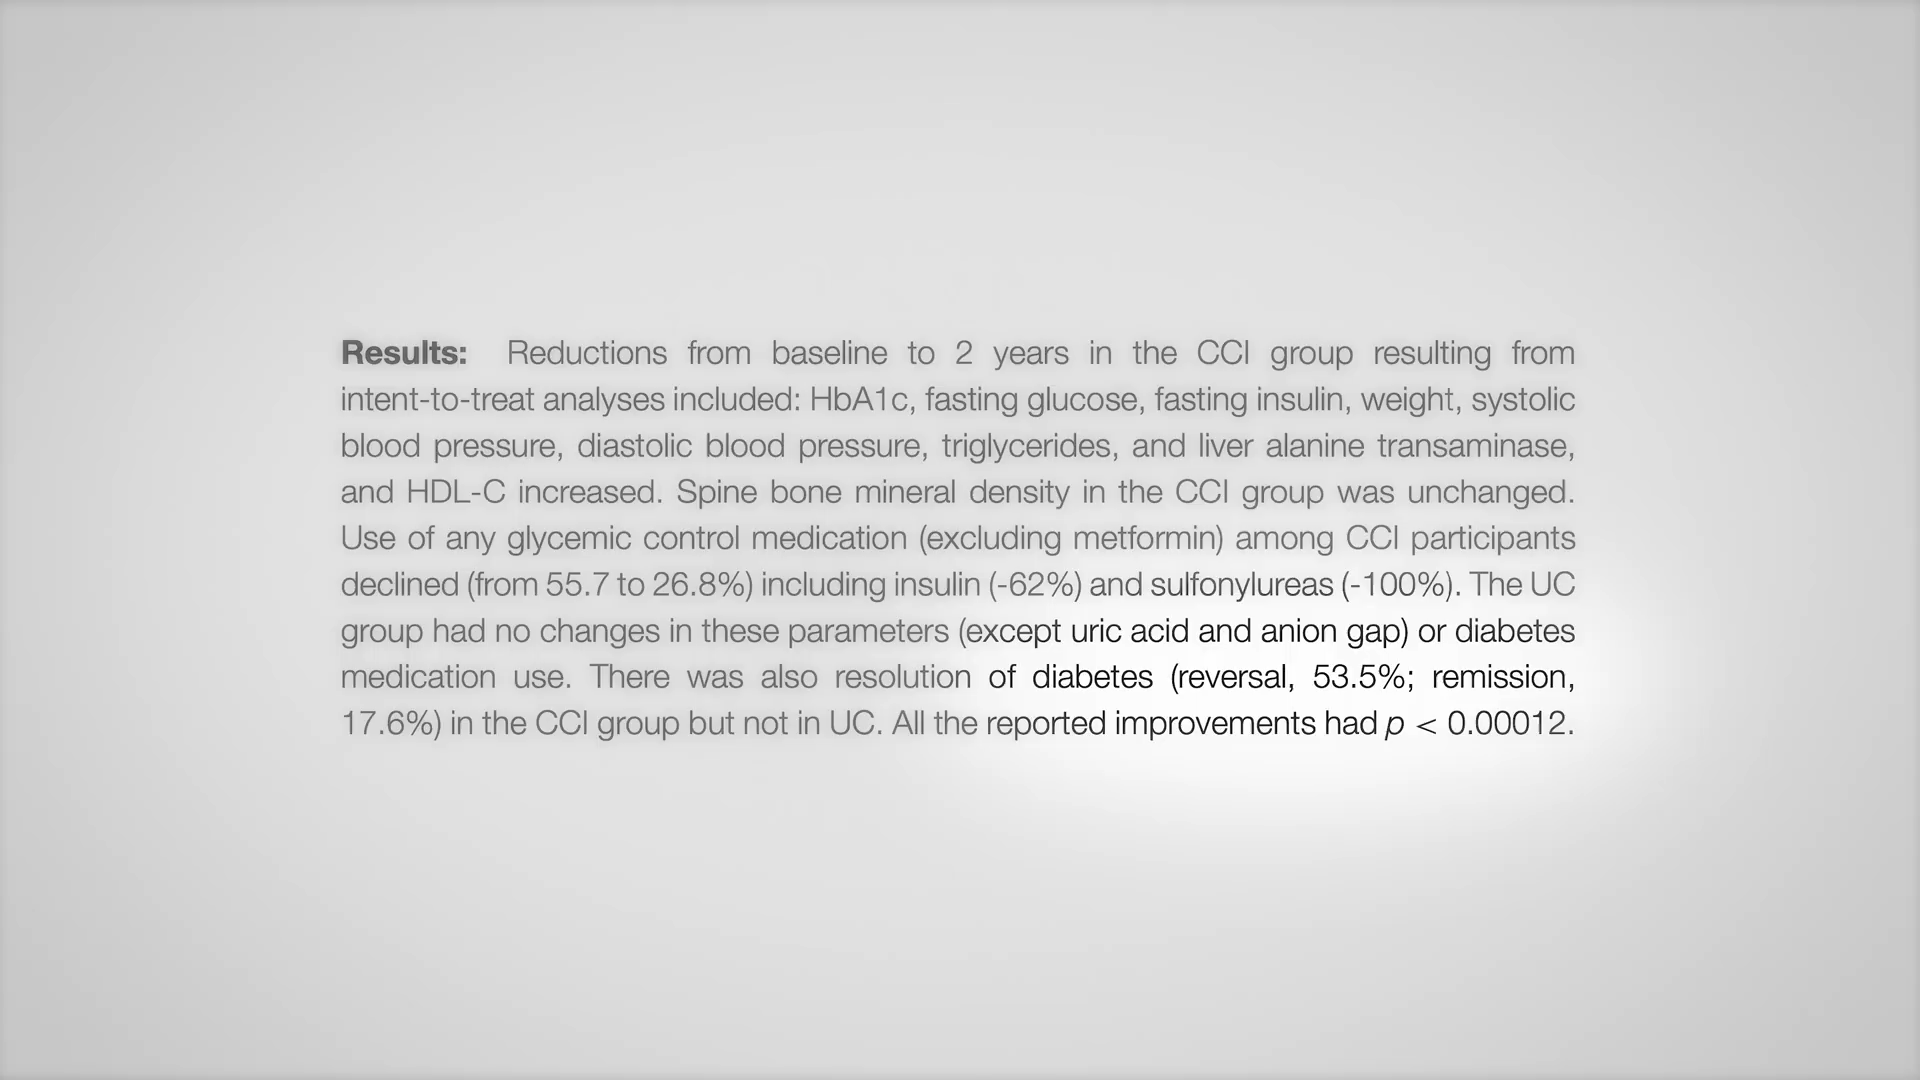 Results: Reductions from baseline to 2 years in the CCI group resulting from
intent-to-treat analyses included: HbA1c, fasting glucose, fasting insulin, weight, systolic
blood pressure, diastolic blood pressure, triglycerides, and liver alanine transaminase,
and HDL-C increased. Spine bone mineral density in the CCI group was unchanged.
Use of any glycemic control medication (excluding metformin) among CCI participants
declined (from 55.7 to 26.8%) including insulin (-62%) and sulfonylureas (-100%). The UC
group had no changes in these parameters (except uric acid and anion gap) or diabetes
medication use. There was also resolution of diabetes (reversal, 53.5%; remission,
17.6%) in the CCI group but not in UC. All the reported improvements had p < 0.00012.